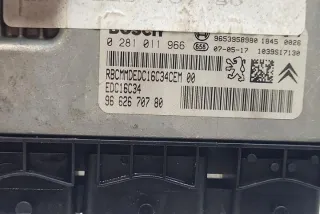 BOSCH
9653958980 1845 0026
0 281 011 966 658 07-05-17 1039S17130
RBCMMDEDC16C34CEM 00
EDC16C34
96 626 707 80